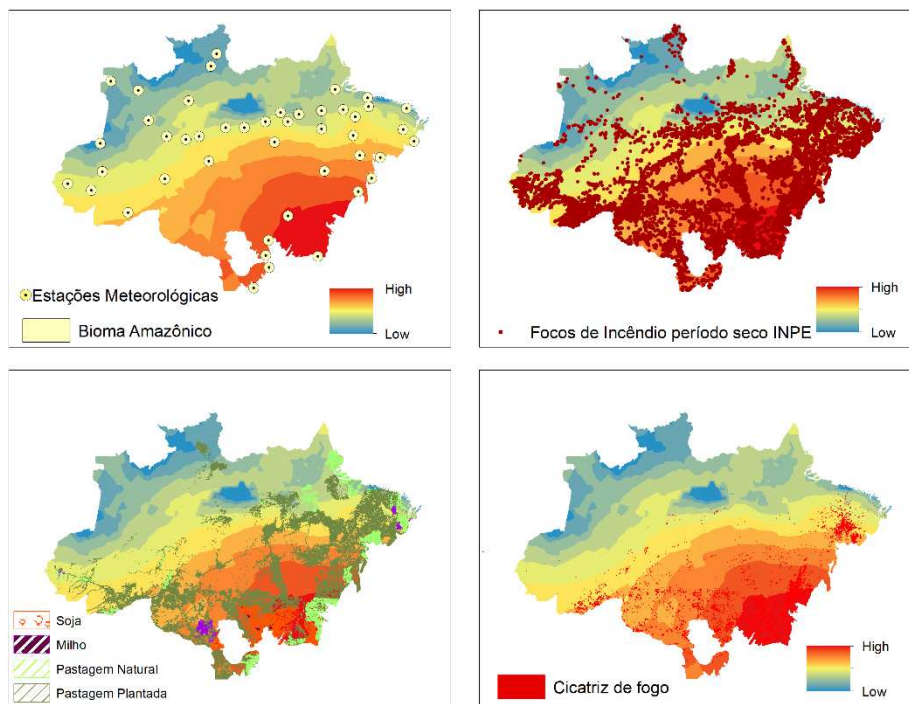 Estações Meteorológicas
Bioma Amazônico
High
Low
Focos de Incêndio período seco INPE
High
Low
Soja
Milho
Pastagem Natural
Pastagem Plantada
Cicatriz de fogo
High
Low